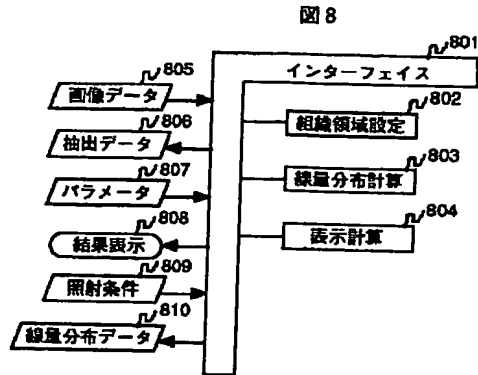 図8
801
インターフェイス
805
画像データ
806
抽出データ
807
パラメータ
808
結果表示
809
照射条件
810
線量分布データ
802
組織領域設定
803
線量分布計算
804
表示計算